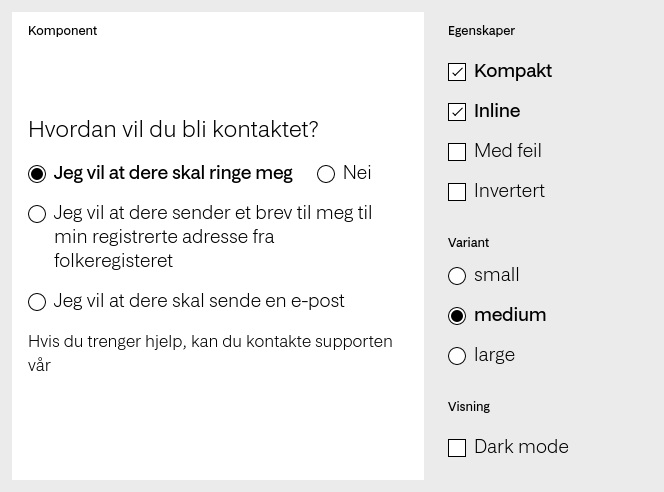 Komponent
Hvordan vil du bli kontaktet?
Jeg vil at dere skal ringe meg
Nei
Jeg vil at dere sender et brev til meg til
min registrerte adresse fra
folkeregisteret
Jeg vil at dere skal sende en e-post
Hvis du trenger hjelp, kan du kontakte supporten
vår
Egenskaper
Kompakt
Inline
Med feil
Invertert
Variant
small
medium
large
Visning
Dark mode